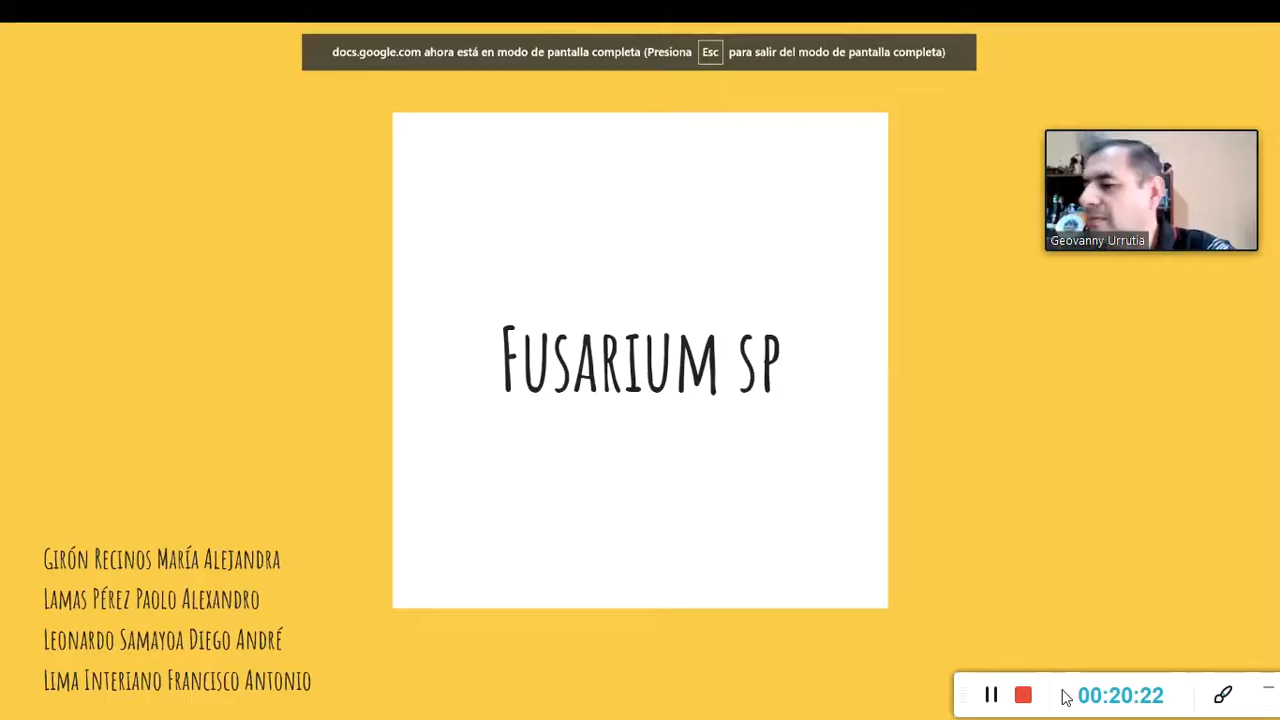 docs.google.com ahora está en modo de pantalla completa (Presiona Esc para salir del modo de pantalla completa)
Geovanny Urrutia
Fusarium sp
Girón Recinos María Alejandra
Lamas Pérez Paolo Alexandro
Leonardo Samayoa Diego André
Lima Interiano Francisco Antonio
00:20:22